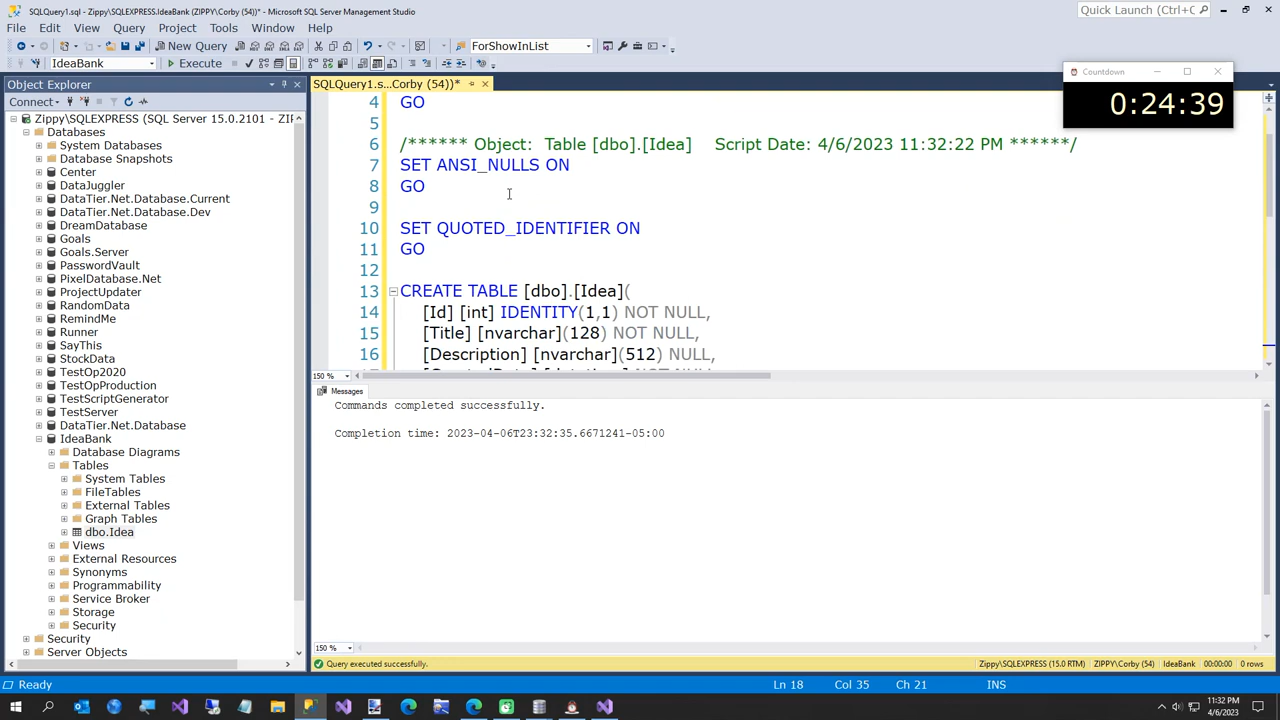 SQLQuery1.sql - Zippy\SQLEXPRESS.IdeaBank (ZIPPY\Corby (54))* - Microsoft SQL Server Management Studio
Quick Launch (Ctrl+Q)
File Edit View Query Project Tools Window Help
New Query
ForShowInList
IdeaBank
Execute
Object Explorer
SQLQuery1.s...Corby (54))*
Countdown
0:24:39
Connect
Zippy\SQLEXPRESS (SQL Server 15.0.2101 - ZIPI
Databases
System Databases
Database Snapshots
Center
DataJuggler
DataTier.Net.Database.Current
DataTier.Net.Database.Dev
DreamDatabase
Goals
Goals.Server
PasswordVault
PixelDatabase.Net
ProjectUpdater
RandomData
RemindMe
Runner
SayThis
StockData
TestOp2020
TestOpProduction
TestScriptGenerator
TestServer
DataTier.Net.Database
IdeaBank
Database Diagrams
Tables
System Tables
FileTables
External Tables
Graph Tables
dbo.Idea
Views
External Resources
Synonyms
Programmability
Service Broker
Storage
Security
Security
Server Objects
4 GO
5
6 /****** Object:  Table [dbo].[Idea]    Script Date: 4/6/2023 11:32:22 PM ******/
7 SET ANSI_NULLS ON
8 GO
9
10 SET QUOTED_IDENTIFIER ON
11 GO
12
13 CREATE TABLE [dbo].[Idea](
14 [Id] [int] IDENTITY(1,1) NOT NULL,
15 [Title] [nvarchar](128) NOT NULL,
16 [Description] [nvarchar](512) NULL,
150 %
Messages
Commands completed successfully.
Completion time: 2023-04-06T23:32:35.6671241-05:00
150 %
Query executed successfully.
Zippy\SQLEXPRESS (15.0 RTM) ZIPPY\Corby (54) IdeaBank 00:00:00 0 rows
Ready
Ln 18 Col 35 Ch 21 INS
11:32 PM
4/6/2023